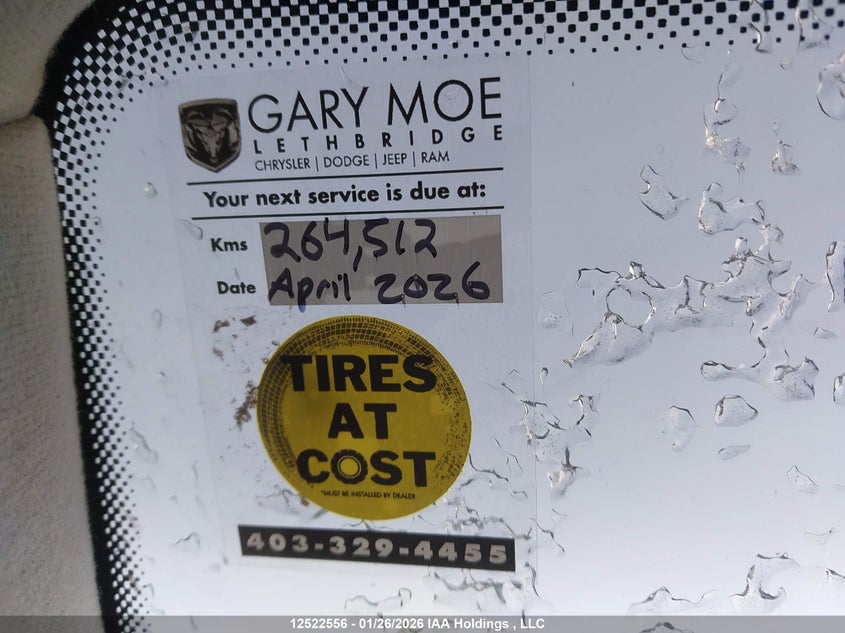 GARY MOE
LETHBRIDGE
CHRYSLER | DODGE | JEEP | RAM
Your next service is due at:
Kms 264,512
Date April 2026
TIRES
AT
COST
*MUST BE INSTALLED BY DEALER
403-329-4455
12522556 - 01/26/2026 IAA Holdings , LLC